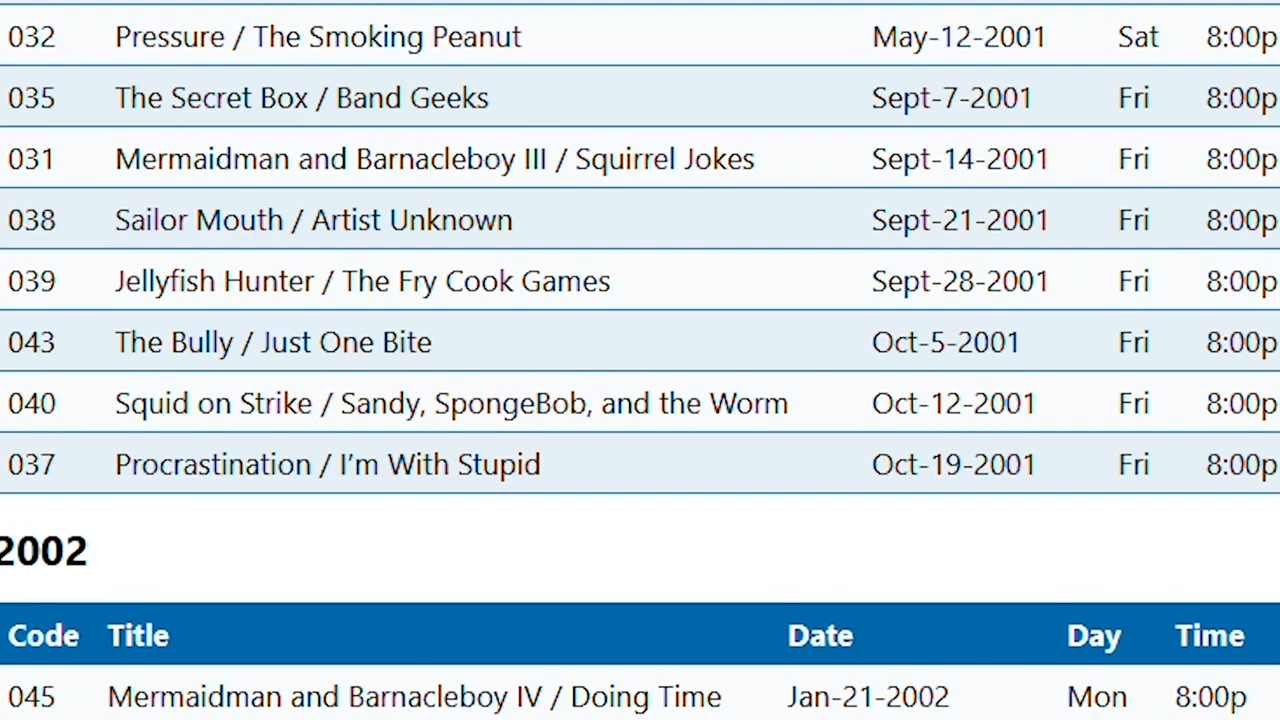 032 Pressure / The Smoking Peanut May-12-2001 Sat 8:00p
035 The Secret Box / Band Geeks Sept-7-2001 Fri 8:00p
031 Mermaidman and Barnacleboy III / Squirrel Jokes Sept-14-2001 Fri 8:00p
038 Sailor Mouth / Artist Unknown Sept-21-2001 Fri 8:00p
039 Jellyfish Hunter / The Fry Cook Games Sept-28-2001 Fri 8:00p
043 The Bully / Just One Bite Oct-5-2001 Fri 8:00p
040 Squid on Strike / Sandy, SpongeBob, and the Worm Oct-12-2001 Fri 8:00p
037 Procrastination / I’m With Stupid Oct-19-2001 Fri 8:00p
2002
Code Title Date Day Time
045 Mermaidman and Barnacleboy IV / Doing Time Jan-21-2002 Mon 8:00p